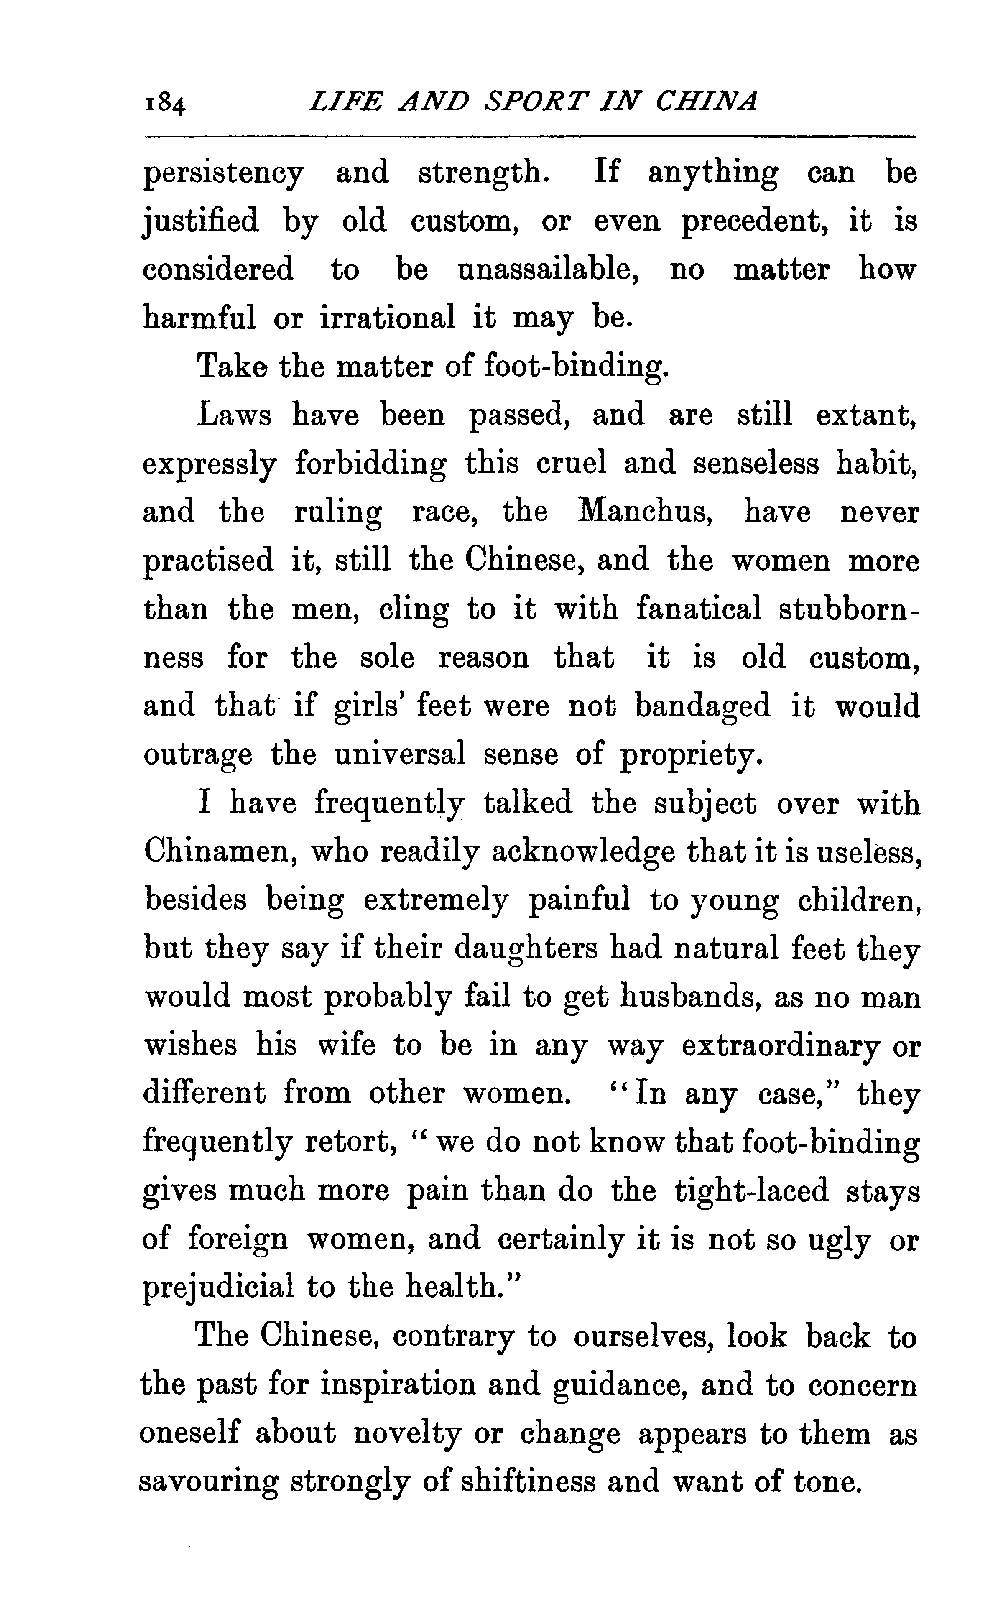 184 LIFE AND SPORT IN CHINA
persistency and strength. If anything can be
justified by old custom, or even precedent, it is
considered to be unassailable, no matter how
harmful or irrational it may be.
Take the matter of foot-binding.
Laws have been passed, and are still extant,
expressly forbidding this cruel and senseless habit,
and the ruling race, the Manchus, have never
practised it, still the Chinese, and the women more
than the men, cling to it with fanatical stubborn-
ness for the sole reason that it is old custom,
and that if girls' feet were not bandaged it would
outrage the universal sense of propriety.
I have frequently talked the subject over with
Chinamen, who readily acknowledge that it is useless,
besides being extremely painful to young children,
but they say if their daughters had natural feet they
would most probably fail to get husbands, as no man
wishes his wife to be in any way extraordinary or
different from other women. "In any case," they
frequently retort, "we do not know that foot-binding
gives much more pain than do the tight-laced stays
of foreign women, and certainly it is not so ugly or
prejudicial to the health."
The Chinese, contrary to ourselves, look back to
the past for inspiration and guidance, and to concern
oneself about novelty or change appears to them as
savouring strongly of shiftiness and want of tone.